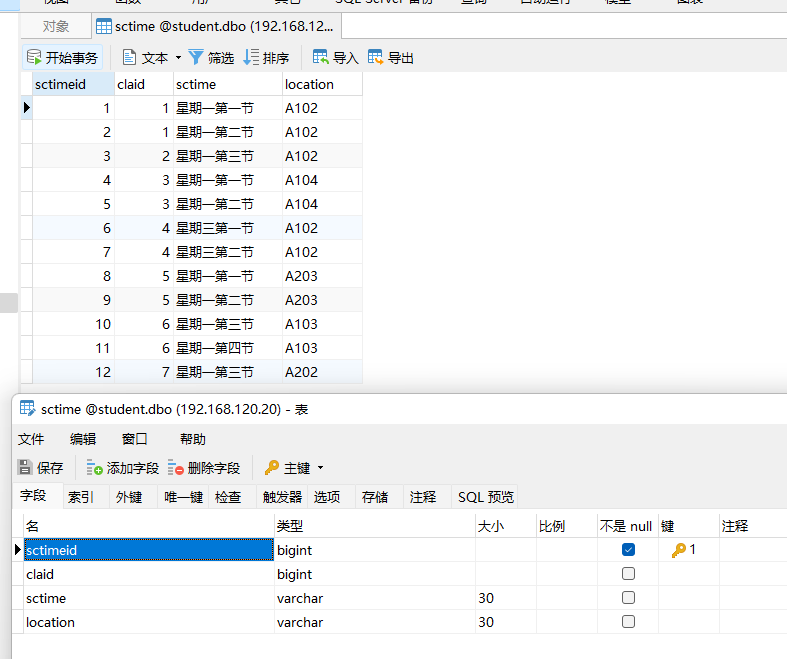 SQL Server 备份
对象 sctime @student.dbo (192.168.12...
开始事务 文本 筛选 排序 导入 导出
sctimeid claid sctime location
1 1 星期一第一节 A102
2 1 星期一第二节 A102
3 2 星期一第三节 A102
4 3 星期一第一节 A104
5 3 星期一第二节 A104
6 4 星期三第一节 A102
7 4 星期三第二节 A102
8 5 星期一第一节 A203
9 5 星期一第二节 A203
10 6 星期一第三节 A103
11 6 星期一第四节 A103
12 7 星期一第三节 A202
sctime @student.dbo (192.168.120.20) - 表
文件 编辑 窗口 帮助
保存 添加字段 删除字段 主键
字段 索引 外键 唯一键 检查 触发器 选项 存储 注释 SQL 预览
名 类型 大小 比例 不是 null 键 注释
sctimeid bigint 1
claid bigint
sctime varchar 30
location varchar 30